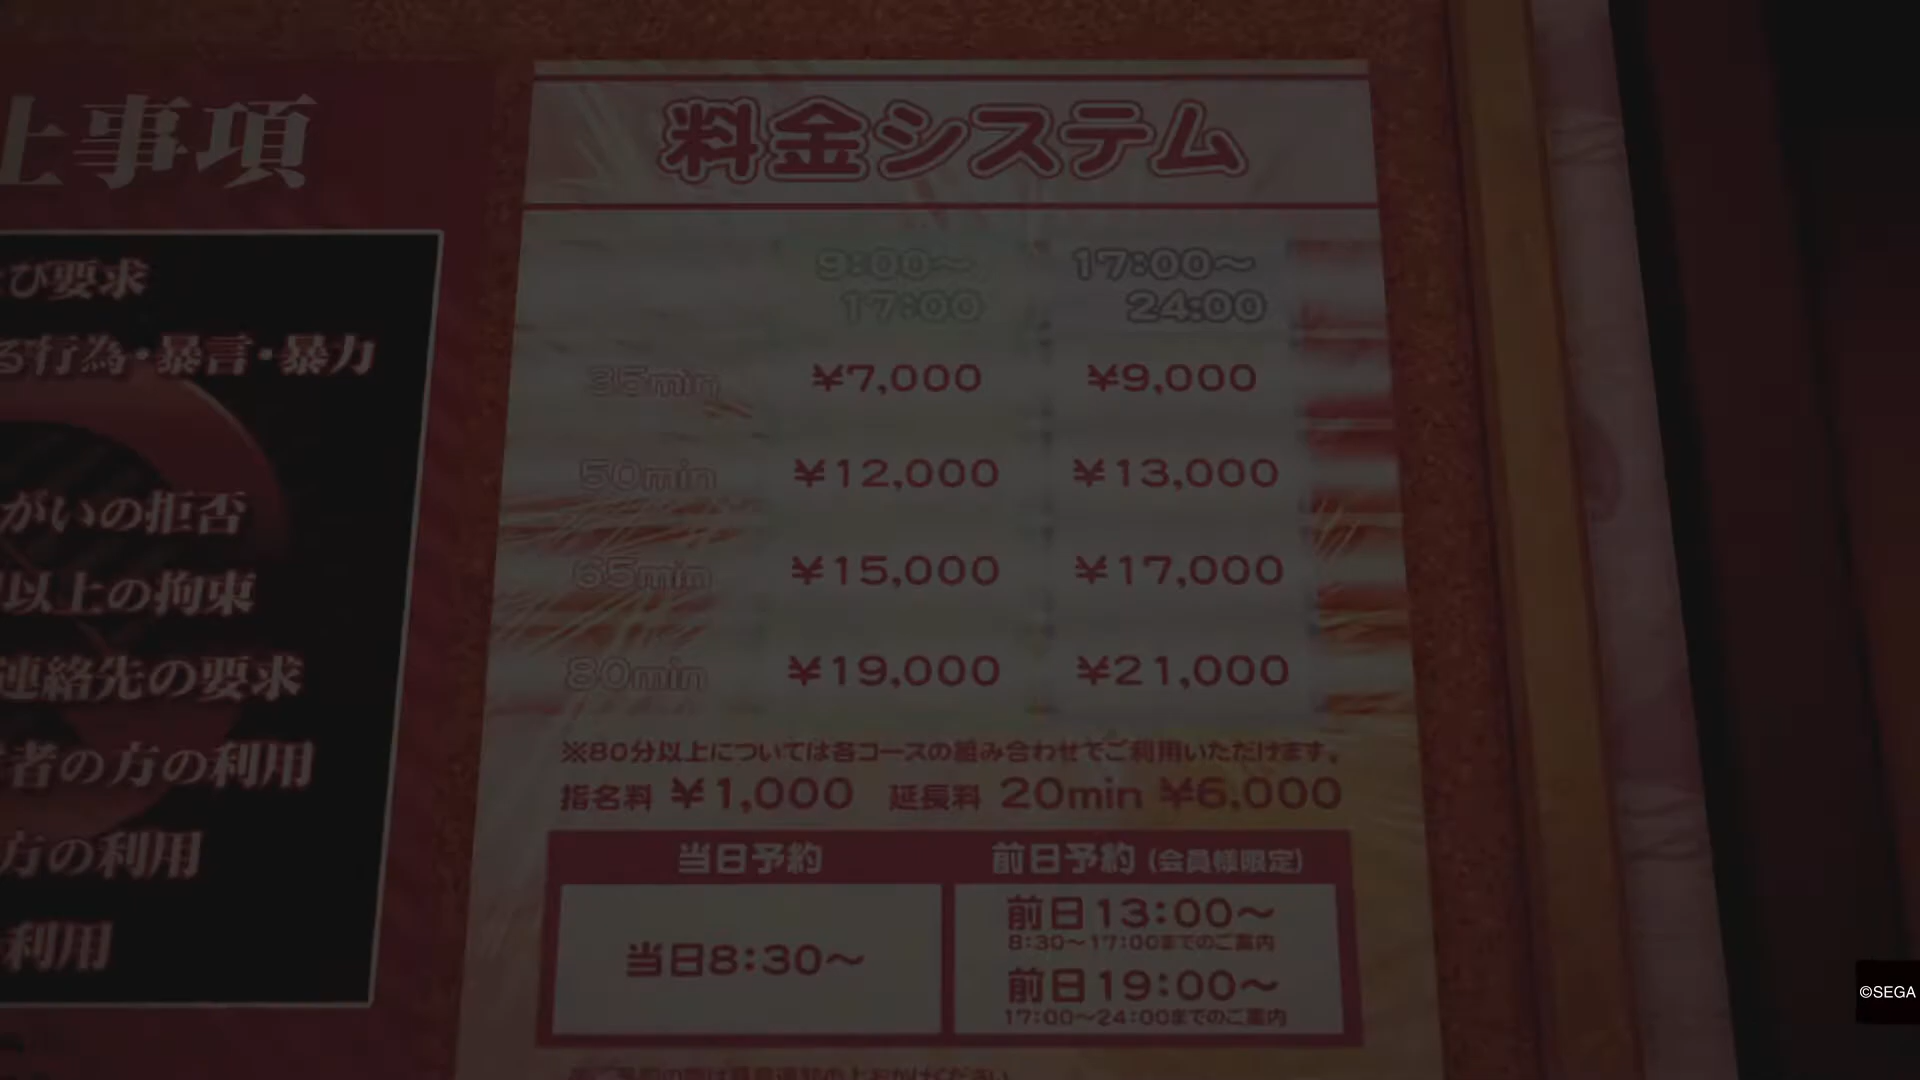 上事項
び要求
る行為・暴言・暴力
がいの拒否
以上の拘束
連絡先の要求
者の方の利用
方の利用
利用
料金システム
9:00～17:00
17:00～24:00
35min ¥7,000 ¥9,000
50min ¥12,000 ¥13,000
65min ¥15,000 ¥17,000
80min ¥19,000 ¥21,000
※80分以上については各コースの組み合わせでご利用いただけます。
指名料 ¥1,000 延長料 20min ¥6,000
当日予約
当日8:30～
前日予約(会員様限定)
前日13:00～
8:30～17:00までのご案内
前日19:00～
17:00～24:00までのご案内
©SEGA